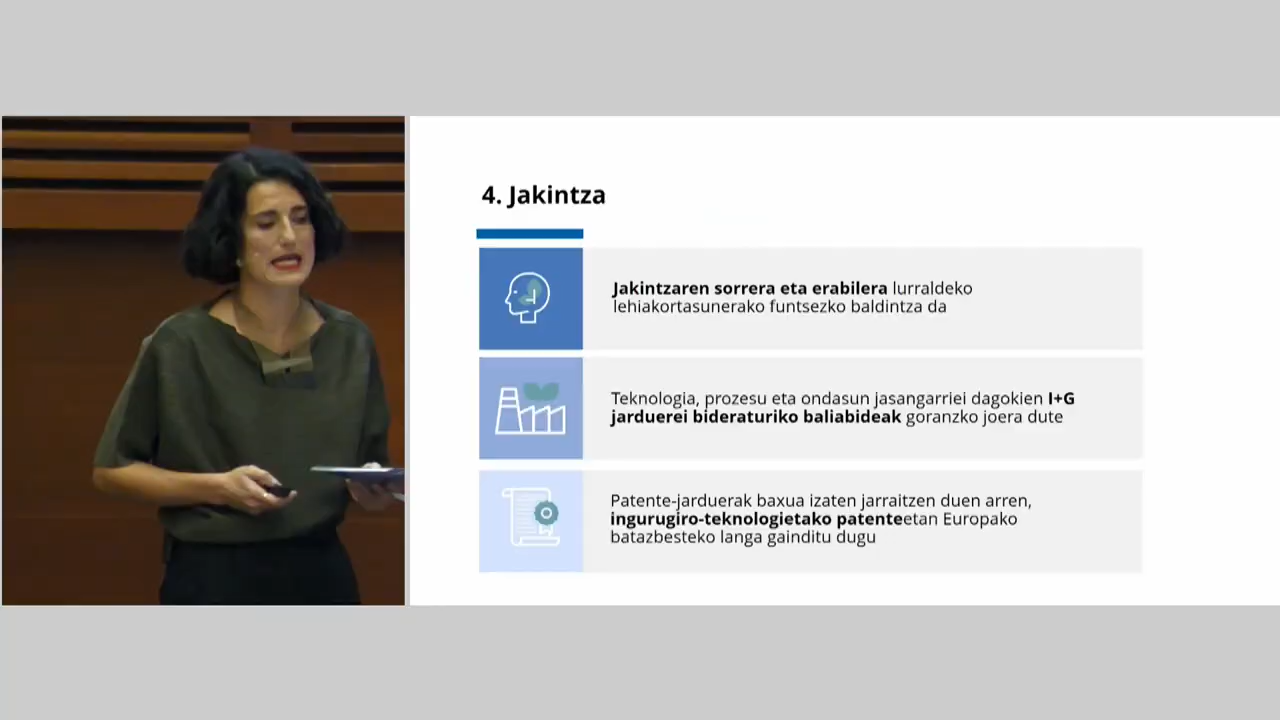 4. Jakintza
Jakintzaren sorrera eta erabilera lurraldeko
lehiakortasunerako funtsezko baldintza da
Teknologia, prozesu eta ondasun jasangarriei dagokien I+G
jarduerei bideraturiko baliabideak goranzko joera dute
Patente-jarduerak baxua izaten jarraitzen duen arren,
ingurugiro-teknologietako patenteetan Europako
batazbesteko langa gainditu dugu